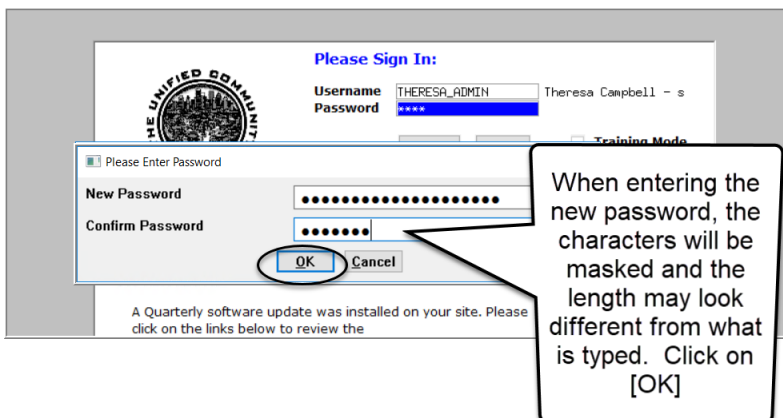 THE UNIFIED COMMUNIT
Please Sign In:
Username THERESA_ADMIN Theresa Campbell - s
Password ****
Training Mode
Please Enter Password
New Password ●●●●●●●●●●●●●●●●●●●●
Confirm Password ●●●●●●●
OK Cancel
A Quarterly software update was installed on your site. Please
click on the links below to review the
When entering the
new password, the
characters will be
masked and the
length may look
different from what
is typed. Click on
[OK]